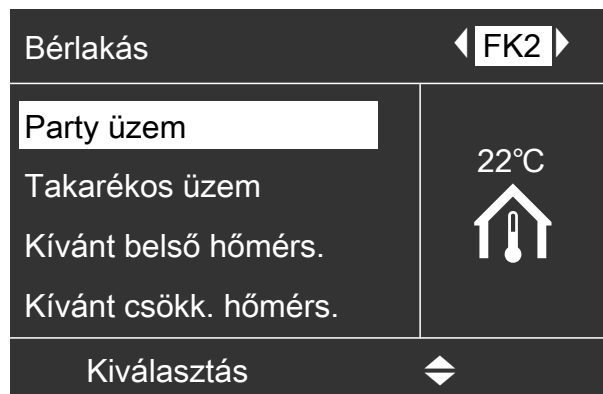 Bérlakás
FK2
Party üzem
Takarékos üzem
Kívánt belső hőmérs.
Kívánt csökk. hőmérs.
22°C
Kiválasztás